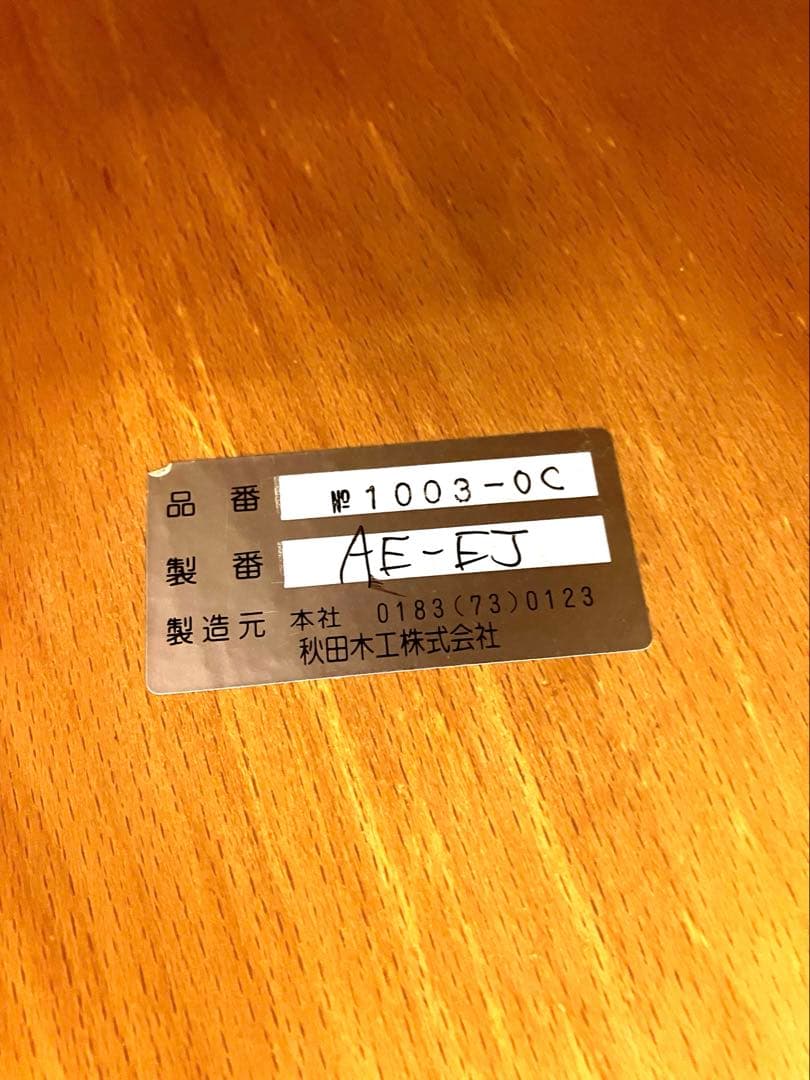 品番 №1003-0C
製番 AE-EJ
製造元 本社 0183(73)0123
秋田木工株式会社